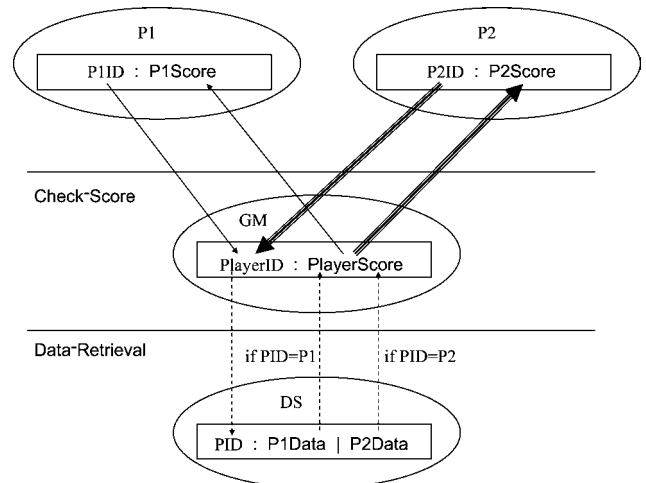 P1
P2
P1ID : P1Score
P2ID : P2Score
Check-Score
GM
PlayerID : PlayerScore
Data-Retrieval
if PID=P1
if PID=P2
DS
PID : P1Data | P2Data